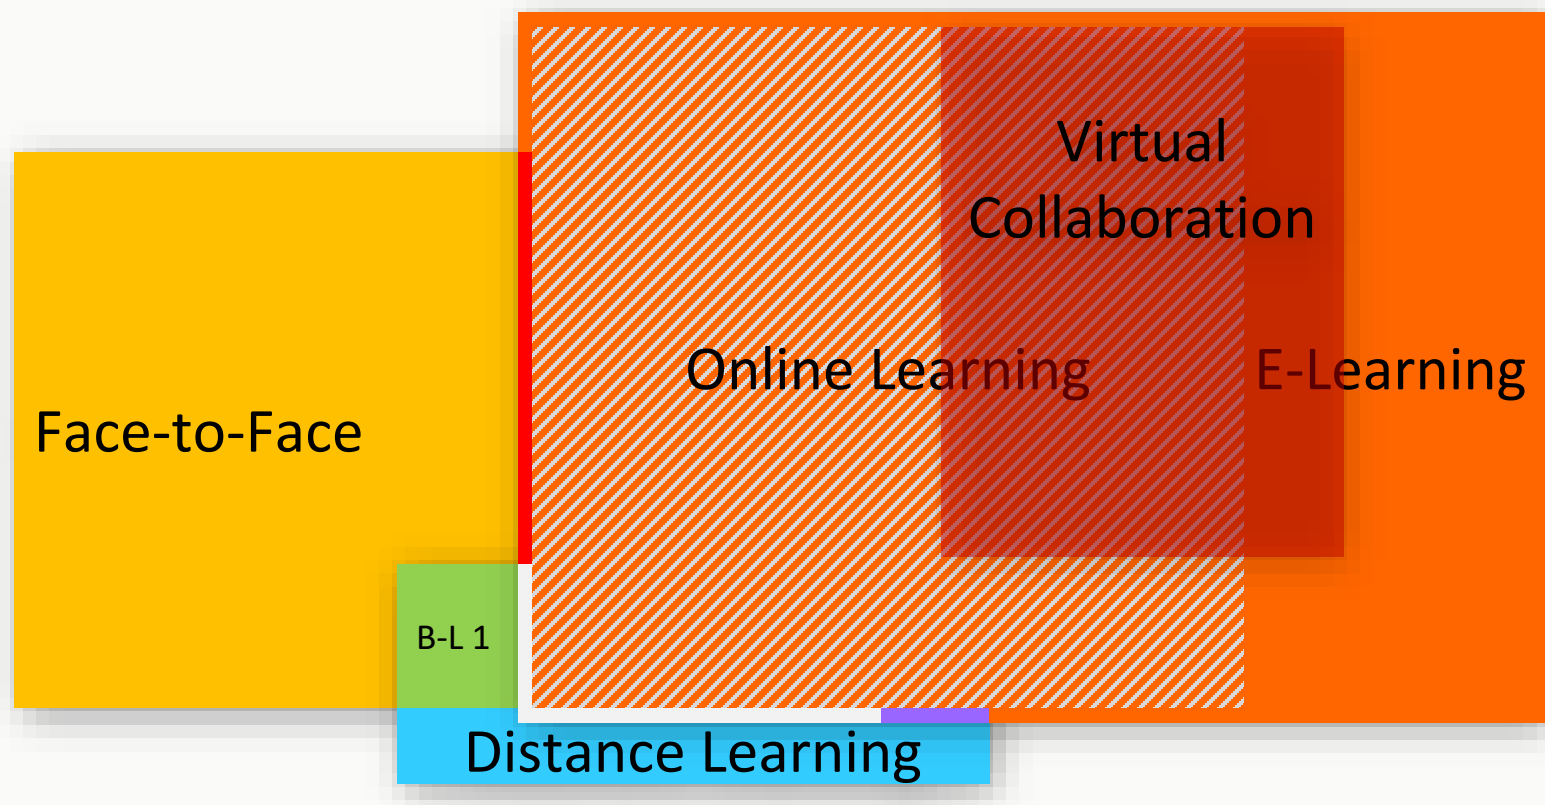 Virtual
Collaboration
Online Learning
E-Learning
Face-to-Face
B-L 1
Distance Learning